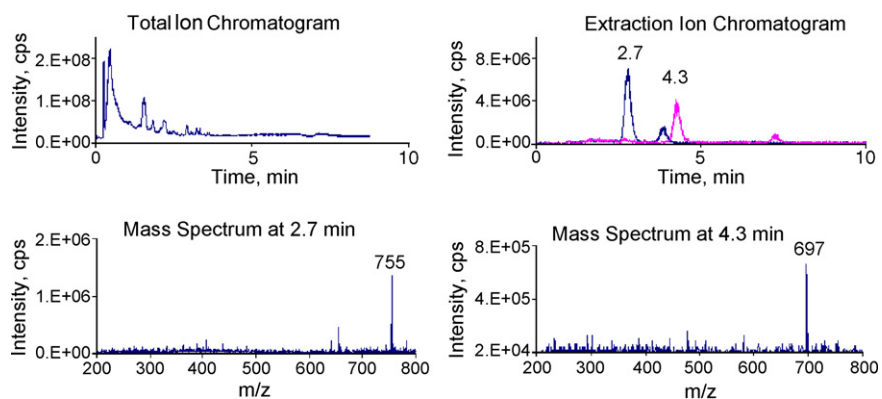 Total Ion Chromatogram
Intensity, cps
2.E+08
1.E+08
0.E+00
0
5
10
Time, min
Extraction Ion Chromatogram
Intensity, cps
8.E+06
4.E+06
0.E+00
2.7
4.3
0
5
10
Time, min
Mass Spectrum at 2.7 min
Intensity, cps
2.E+06
1.E+06
0.E+00
755
200 300 400 500 600 700 800
m/z
Mass Spectrum at 4.3 min
Intensity, cps
8.E+05
4.E+05
2.E+04
697
200 300 400 500 600 700 800
m/z